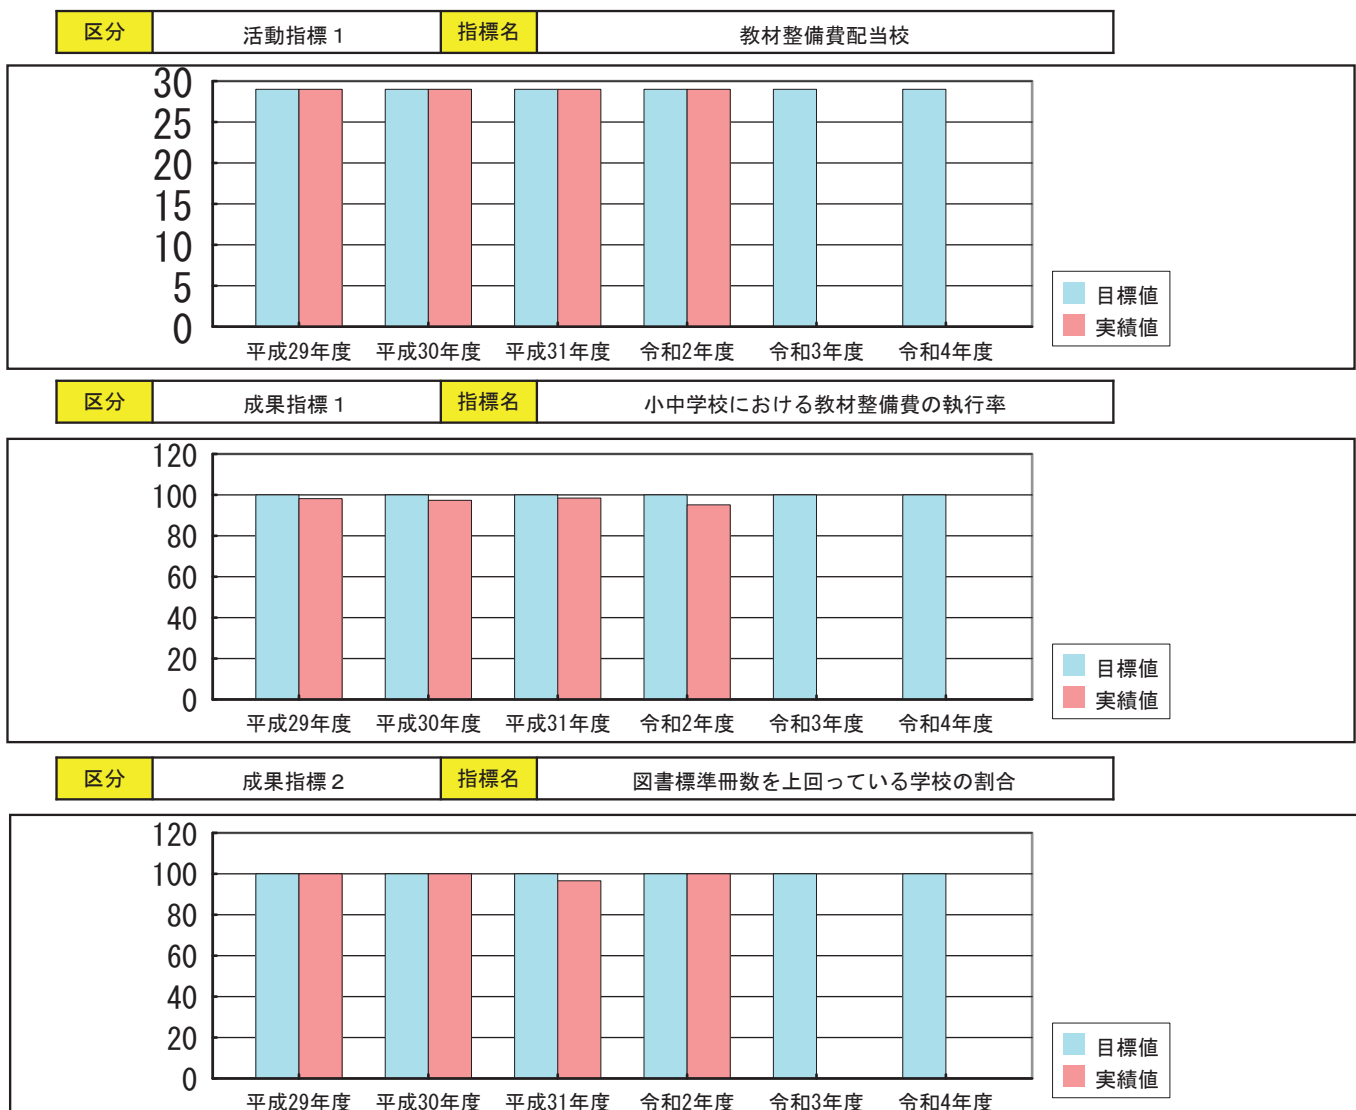 区分 活動指標１ 指標名 教材整備費配当校
30
25
20
15
10
5
0
平成29年度 平成30年度 平成31年度 令和2年度 令和3年度 令和4年度
目標値
実績値
区分 成果指標１ 指標名 小中学校における教材整備費の執行率
120
100
80
60
40
20
0
平成29年度 平成30年度 平成31年度 令和2年度 令和3年度 令和4年度
目標値
実績値
区分 成果指標２ 指標名 図書標準冊数を上回っている学校の割合
120
100
80
60
40
20
0
平成29年度 平成30年度 平成31年度 令和2年度 令和3年度 令和4年度
目標値
実績値